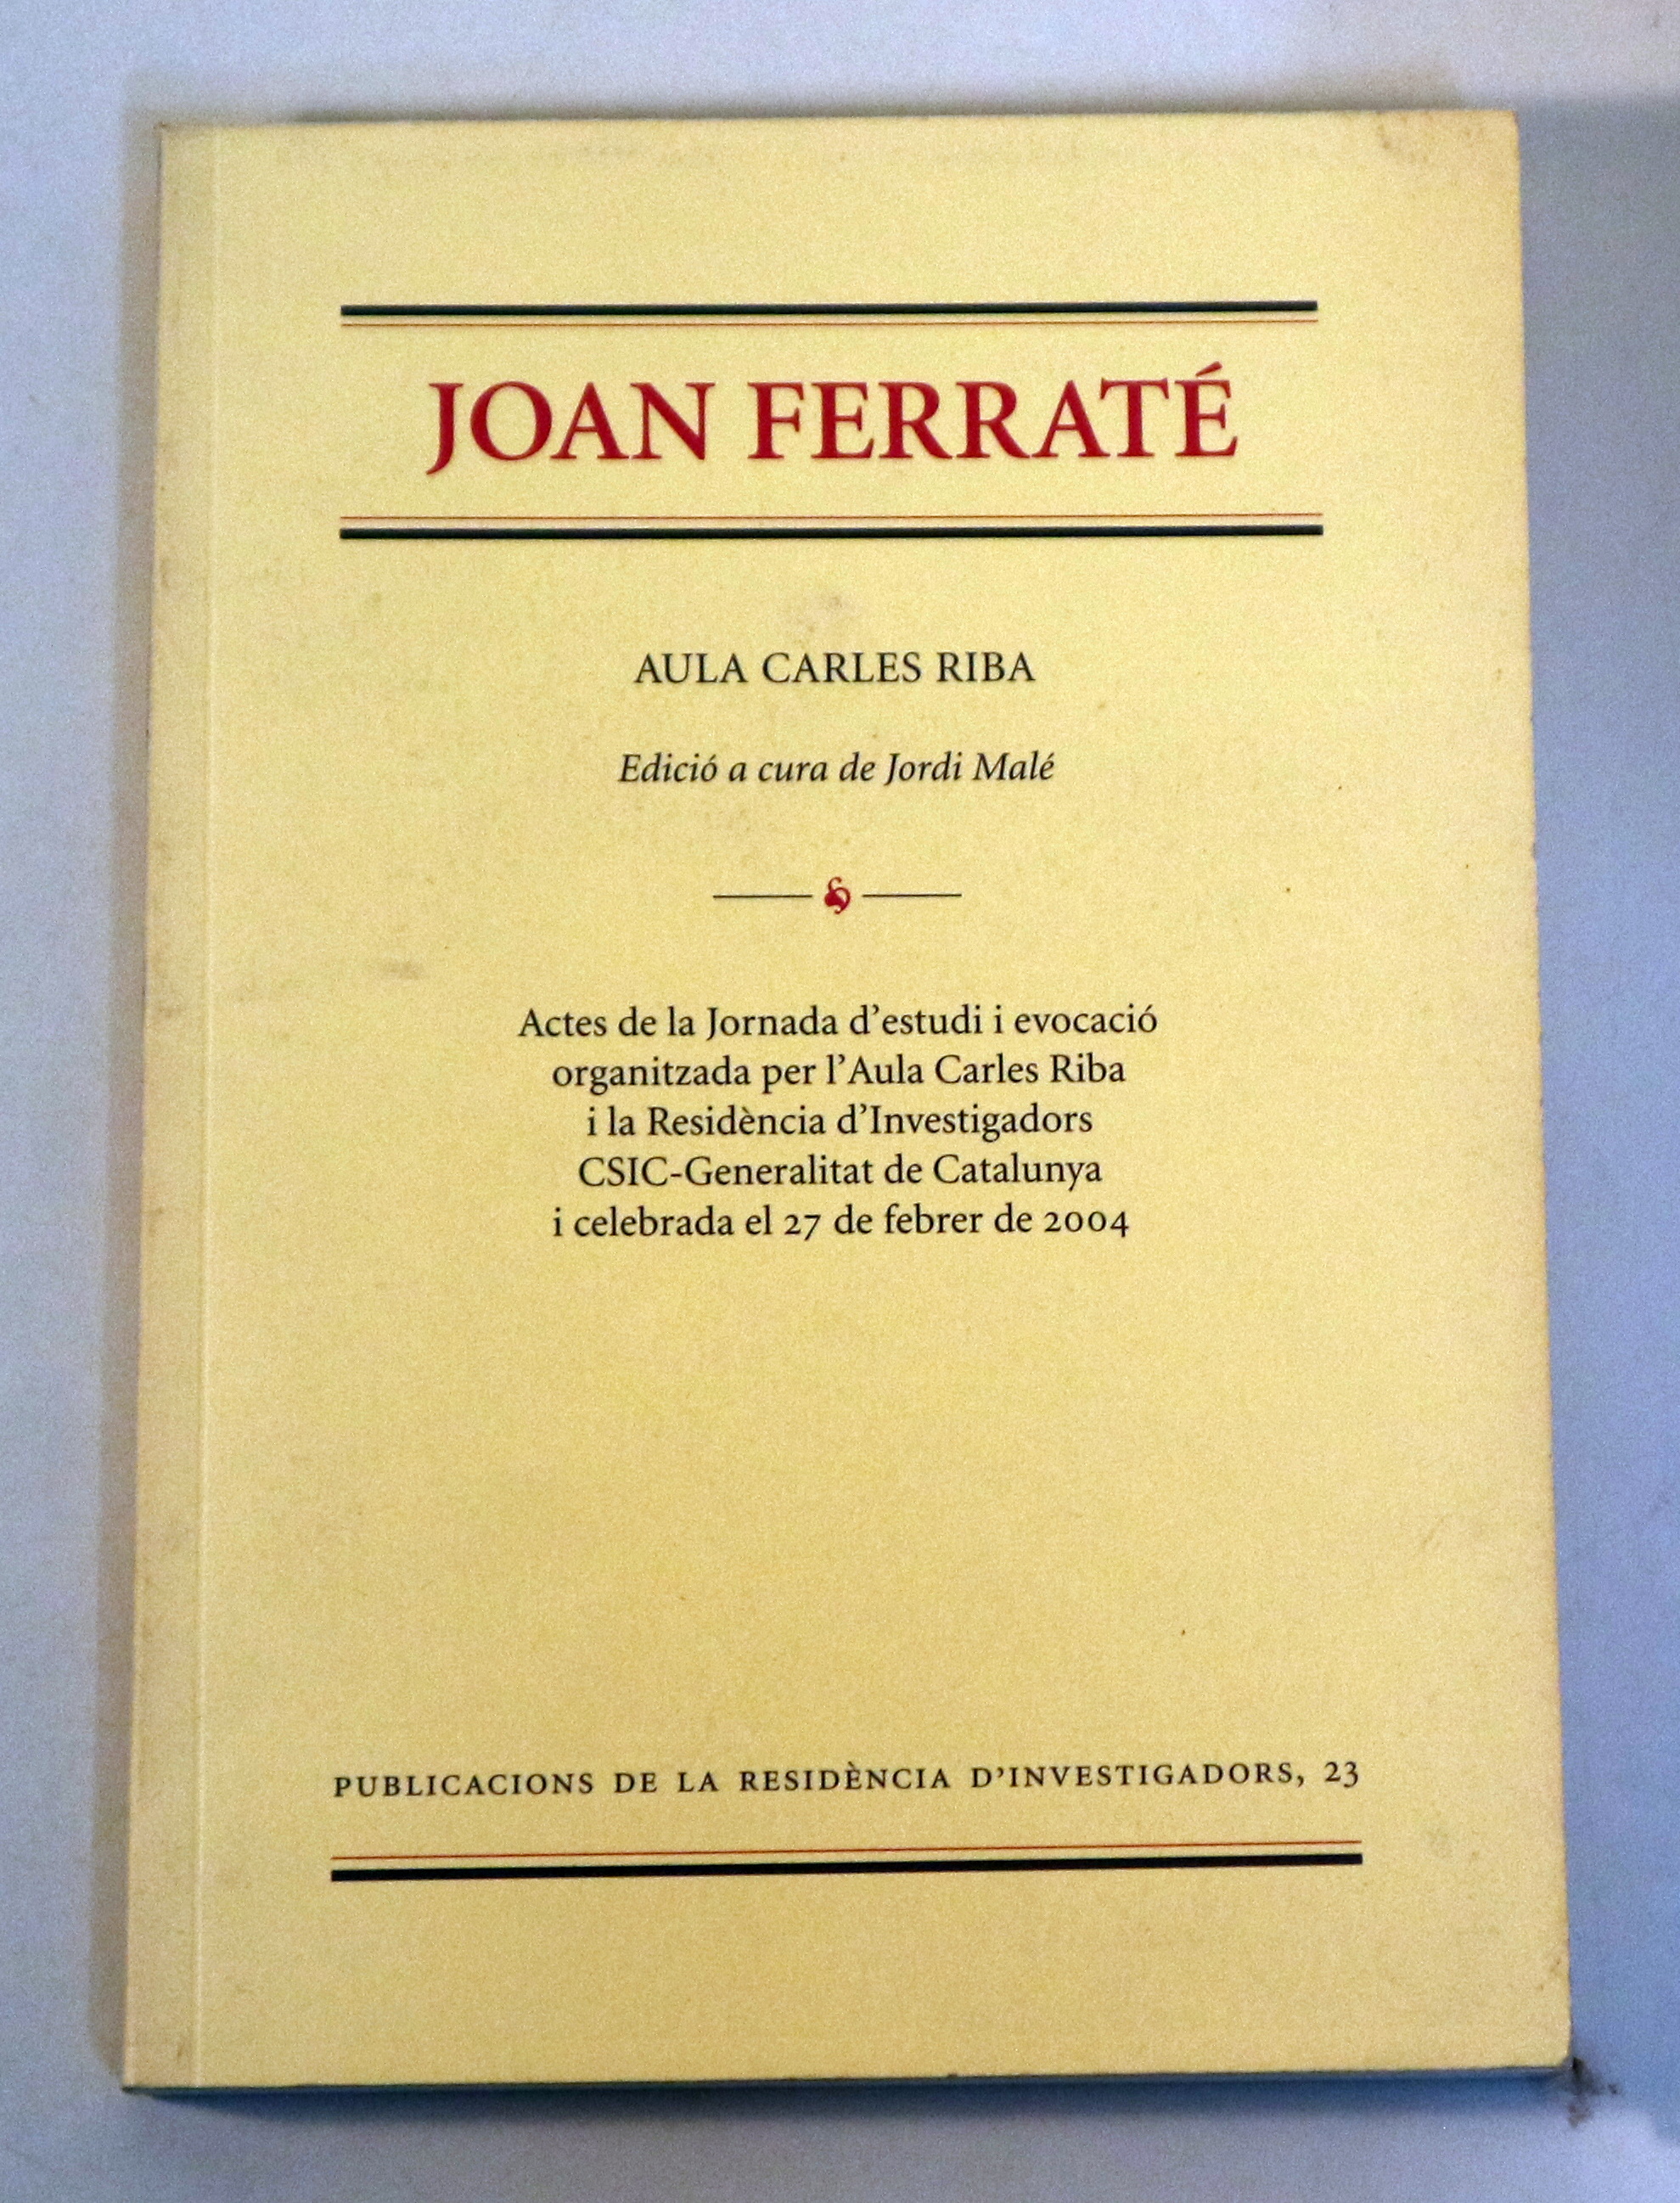 JOAN FERRATÉ
AULA CARLES RIBA
Edició a cura de Jordi Malé
Actes de la Jornada d’estudi i evocació
organitzada per l’Aula Carles Riba
i la Residència d’Investigadors
CSIC-Generalitat de Catalunya
i celebrada el 27 de febrer de 2004
PUBLICACIONS DE LA RESIDÈNCIA D’INVESTIGADORS, 23